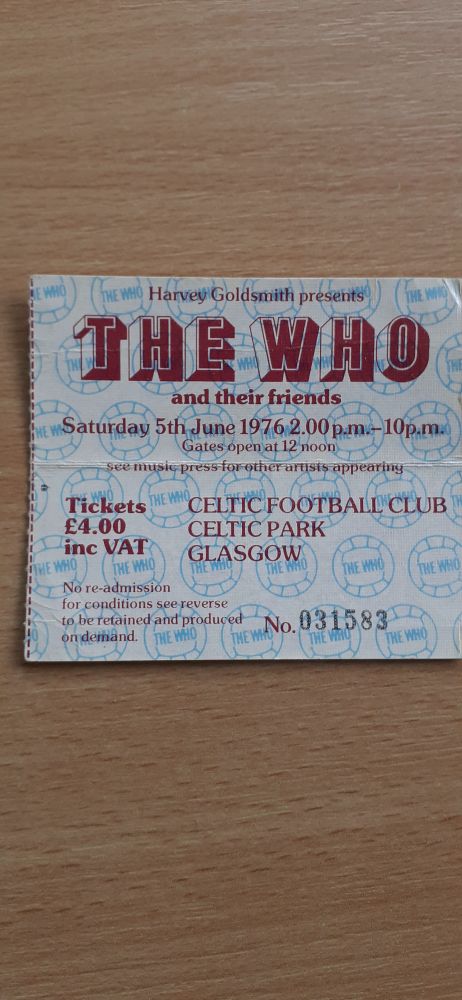 Harvey Goldsmith presents
THE WHO
and their friends
Saturday 5th June 1976 2.00 p.m.–10p.m.
Gates open at 12 noon
see music press for other artists appearing
Tickets
£4.00
inc VAT
CELTIC FOOTBALL CLUB
CELTIC PARK
GLASGOW
No re-admission
for conditions see reverse
to be retained and produced
on demand.
No. 031583